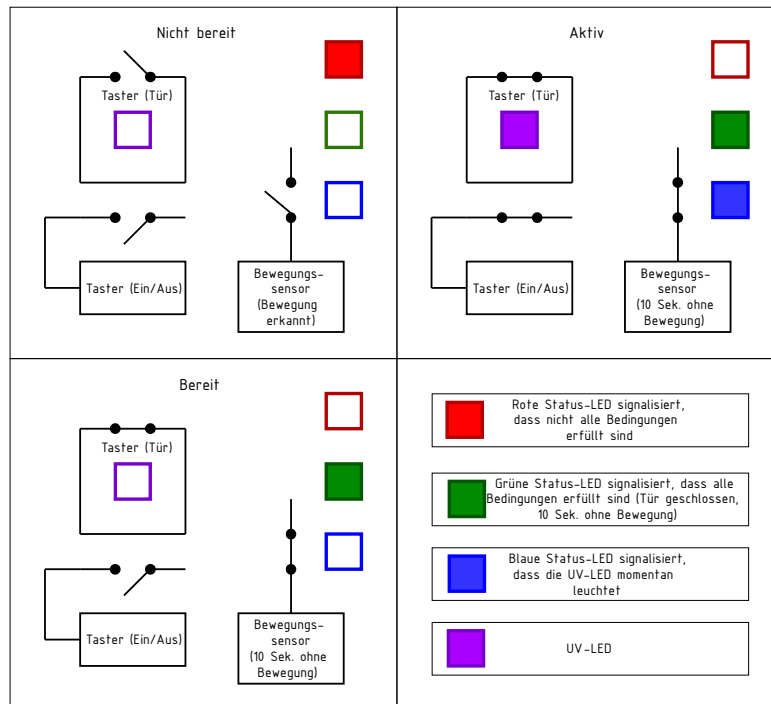 Nicht bereit
Taster (Tür)
Taster (Ein/Aus)
Bewegungs-
sensor
(Bewegung
erkannt)
Aktiv
Taster (Tür)
Taster (Ein/Aus)
Bewegungs-
sensor
(10 Sek. ohne
Bewegung)
Bereit
Taster (Tür)
Taster (Ein/Aus)
Bewegungs-
sensor
(10 Sek. ohne
Bewegung)
Rote Status-LED signalisiert,
dass nicht alle Bedingungen
erfüllt sind
Grüne Status-LED signalisiert, dass alle
Bedingungen erfüllt sind (Tür geschlossen,
10 Sek. ohne Bewegung)
Blaue Status-LED signalisiert,
dass die UV-LED momentan
leuchtet
UV-LED